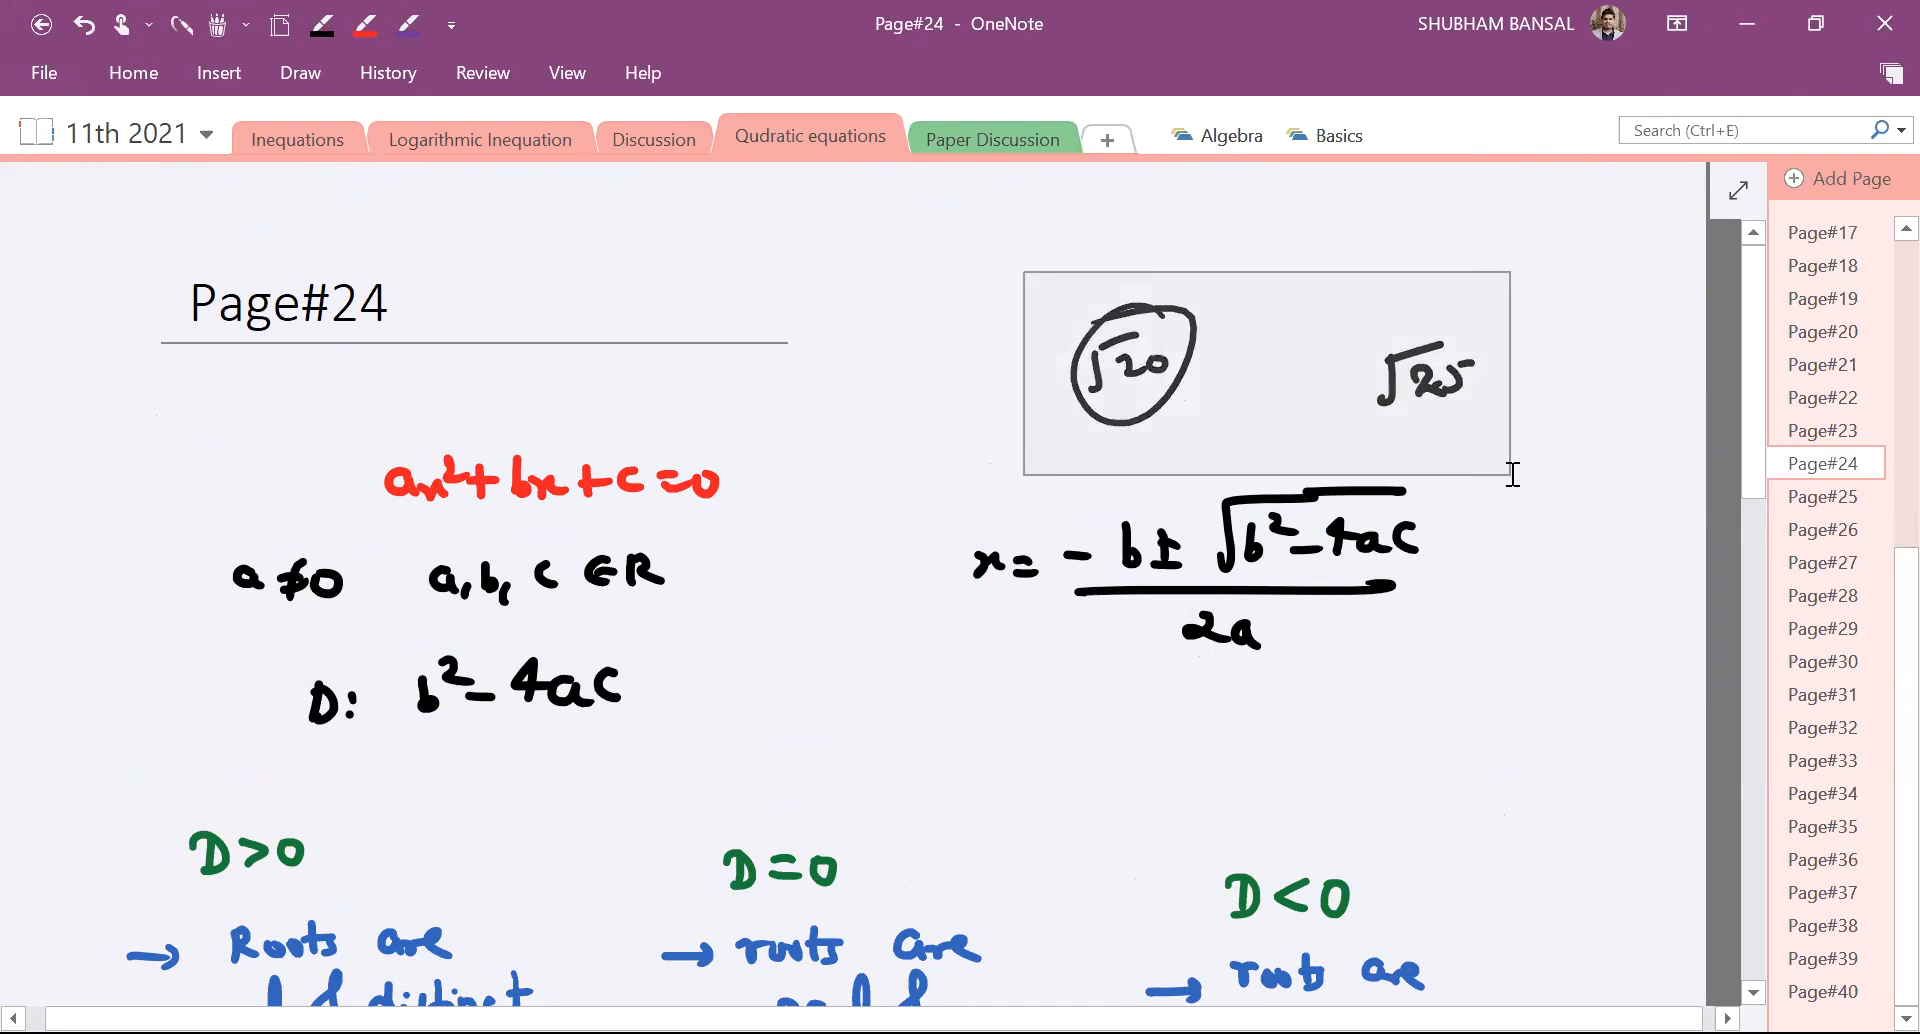 Page#24 - OneNote
SHUBHAM BANSAL
File Home Insert Draw History Review View Help
11th 2021
Inequations
Logarithmic Inequation
Discussion
Qudratic equations
Paper Discussion
Algebra
Basics
Search (Ctrl+E)
Add Page
Page#24
√20
√25
ax²+bx+c=0
a≠0 a,b, c ∈R
x= -b±√b²-4ac
2a
D: b²-4ac
D>0
D=0
D<0
→ Roots are
distinct
→ roots are
→ roots are
Page#17
Page#18
Page#19
Page#20
Page#21
Page#22
Page#23
Page#24
Page#25
Page#26
Page#27
Page#28
Page#29
Page#30
Page#31
Page#32
Page#33
Page#34
Page#35
Page#36
Page#37
Page#38
Page#39
Page#40